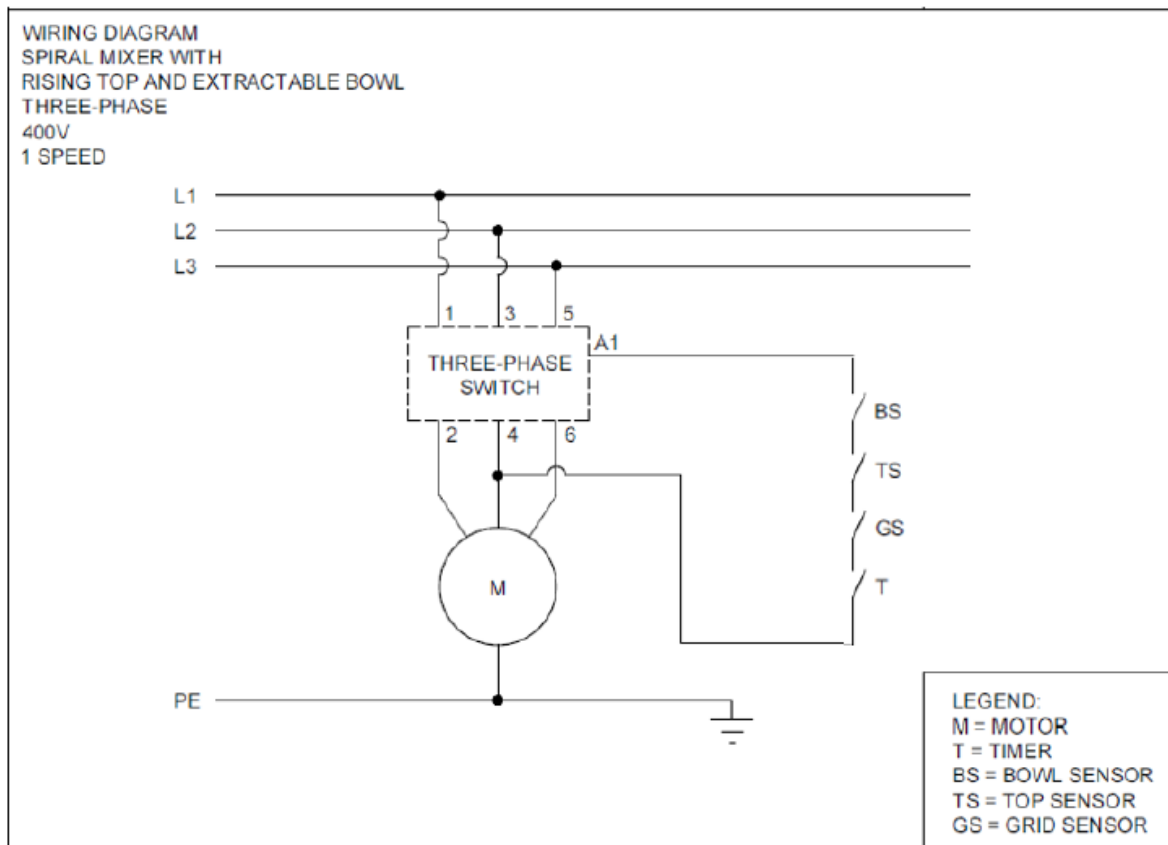 WIRING DIAGRAM
SPIRAL MIXER WITH
RISING TOP AND EXTRACTABLE BOWL
THREE-PHASE
400V
1 SPEED
L1
L2
L3
1 3 5
A1
THREE-PHASE
SWITCH
2 4 6
BS
TS
GS
T
M
PE
LEGEND:
M = MOTOR
T = TIMER
BS = BOWL SENSOR
TS = TOP SENSOR
GS = GRID SENSOR